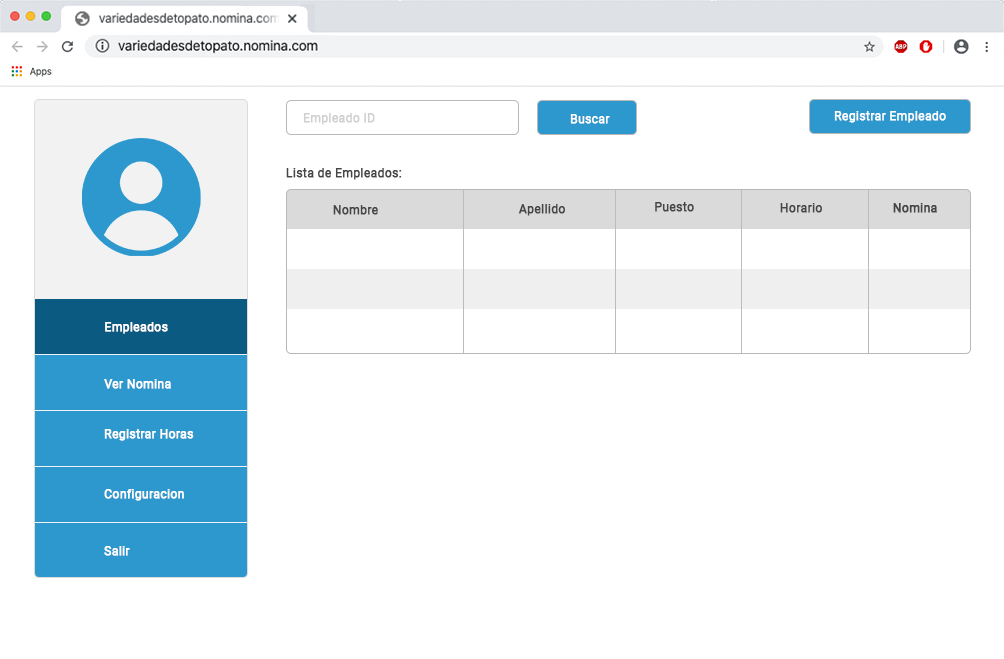 variedadesdetopato.nomina.com
variedadesdetopato.nomina.com
ABP
Apps
Empleado ID
Buscar
Registrar Empleado
Lista de Empleados:
Nombre Apellido Puesto Horario Nomina
Empleados
Ver Nomina
Registrar Horas
Configuracion
Salir